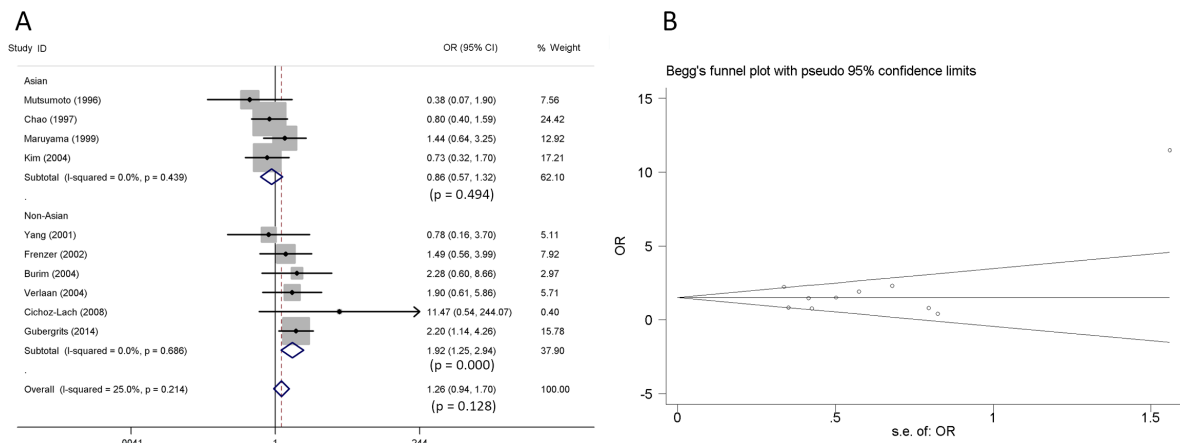 A
Study ID OR (95% CI) % Weight
Asian
Mutsumoto (1996) 0.38 (0.07, 1.90) 7.56
Chao (1997) 0.80 (0.40, 1.59) 24.42
Maruyama (1999) 1.44 (0.64, 3.25) 12.92
Kim (2004) 0.73 (0.32, 1.70) 17.21
Subtotal (I-squared = 0.0%, p = 0.439) 0.86 (0.57, 1.32) 62.10
(p = 0.494)
.
Non-Asian
Yang (2001) 0.78 (0.16, 3.70) 5.11
Frenzer (2002) 1.49 (0.56, 3.99) 7.92
Burim (2004) 2.28 (0.60, 8.66) 2.97
Verlaan (2004) 1.90 (0.61, 5.86) 5.71
Cichoz-Lach (2008) 11.47 (0.54, 244.07) 0.40
Gubergrits (2014) 2.20 (1.14, 4.26) 15.78
Subtotal (I-squared = 0.0%, p = 0.686) 1.92 (1.25, 2.94) 37.90
(p = 0.000)
.
Overall (I-squared = 25.0%, p = 0.214) 1.26 (0.94, 1.70) 100.00
(p = 0.128)
.0041 1 244
B
Begg's funnel plot with pseudo 95% confidence limits
15
10
5
0
-5
OR
0 .5 1 1.5
s.e. of: OR